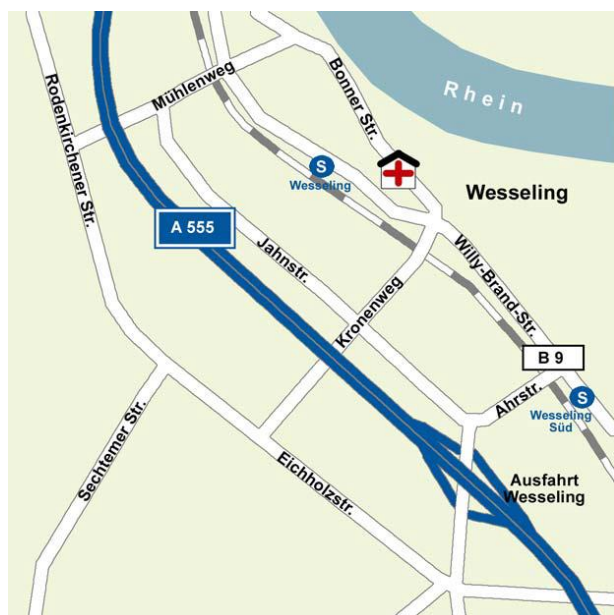 Rhein
Bonner Str.
Mühlenweg
Rodenkirchener Str.
S
Wesseling
Wesseling
A 555
Jahnstr.
Willy-Brand-Str.
Kronenweg
B 9
Ahrstr.
S
Wesseling
Süd
Sechtemer Str.
Eichholzstr.
Ausfahrt
Wesseling